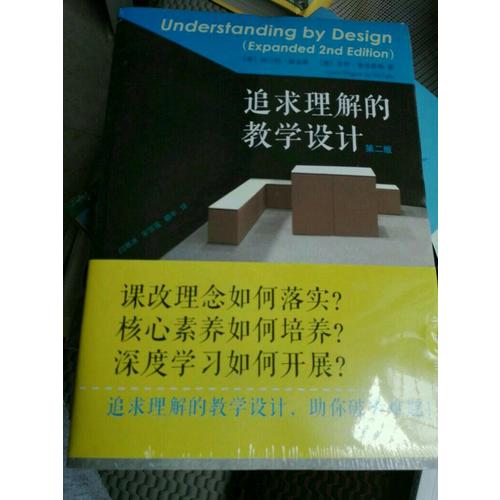 Understanding by Design
(Expanded 2nd Edition)
追求理解的
教学设计 第二版
课改理念如何落实?
核心素养如何培养?
深度学习如何开展?
追求理解的教学设计，助你破